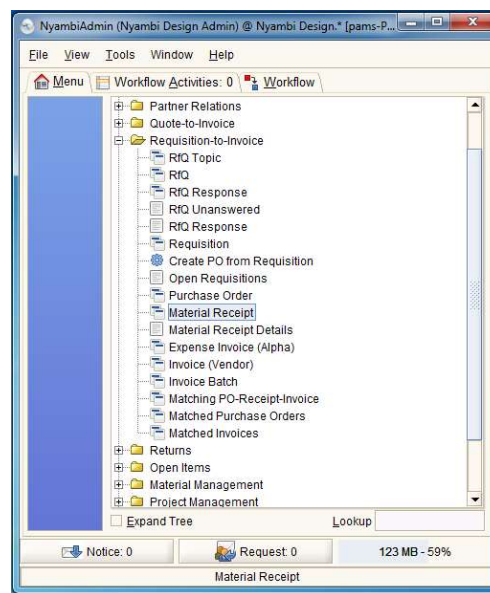 NyambiAdmin (Nyambi Design Admin) @ Nyambi Design.* [pams-P...
File View Tools Window Help
Menu Workflow Activities: 0 Workflow
Partner Relations
Quote-to-Invoice
Requisition-to-Invoice
RfQ Topic
RfQ
RfQ Response
RfQ Unanswered
RfQ Response
Requisition
Create PO from Requisition
Open Requisitions
Purchase Order
Material Receipt
Material Receipt Details
Expense Invoice (Alpha)
Invoice (Vendor)
Invoice Batch
Matching PO-Receipt-Invoice
Matched Purchase Orders
Matched Invoices
Returns
Open Items
Material Management
Project Management
Expand Tree Lookup
Notice: 0 Request: 0 123 MB - 59%
Material Receipt